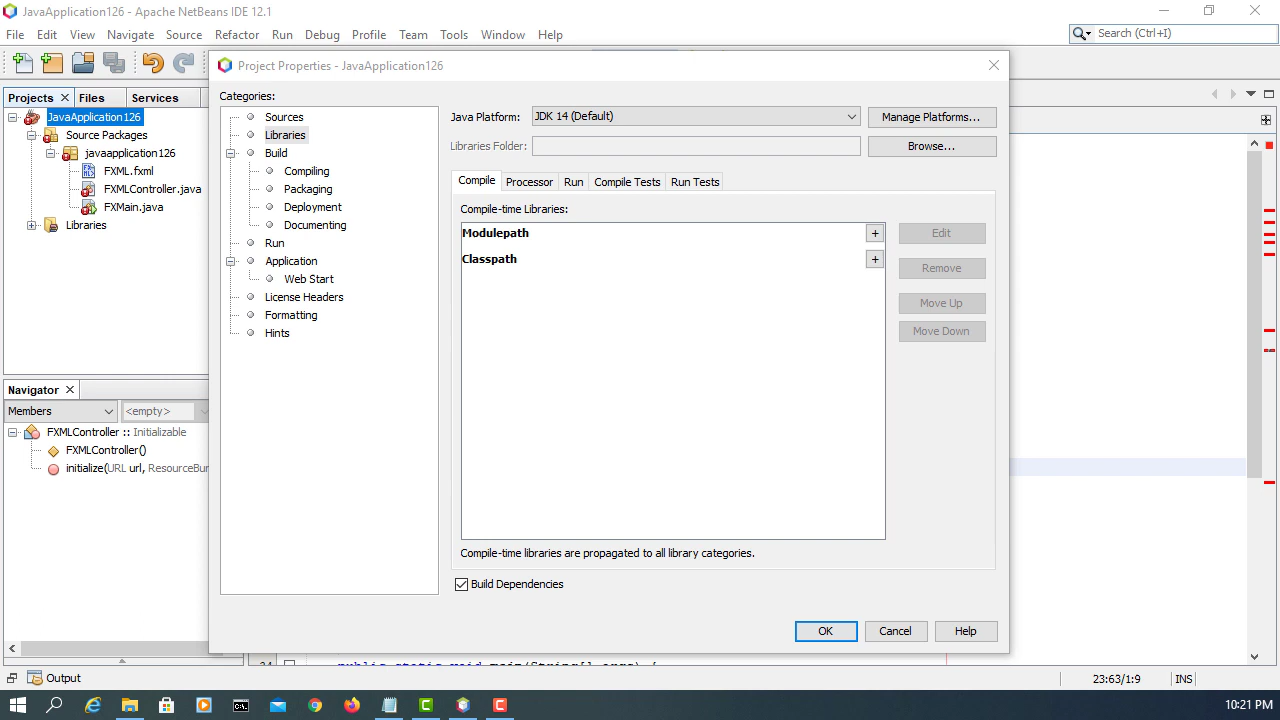 JavaApplication126 - Apache NetBeans IDE 12.1
File Edit View Navigate Source Refactor Run Debug Profile Team Tools Window Help
Search (Ctrl+I)
Projects Files Services
JavaApplication126
Source Packages
javaapplication126
FXML.fxml
FXMLController.java
FXMain.java
Libraries
Navigator
Members
<empty>
FXMLController :: Initializable
FXMLController()
initialize(URL url, ResourceBun
Project Properties - JavaApplication126
Categories:
Sources
Libraries
Build
Compiling
Packaging
Deployment
Documenting
Run
Application
Web Start
License Headers
Formatting
Hints
Java Platform:
JDK 14 (Default)
Manage Platforms...
Libraries Folder:
Browse...
Compile Processor Run Compile Tests Run Tests
Compile-time Libraries:
Modulepath
+
Classpath
+
Edit
Remove
Move Up
Move Down
Compile-time libraries are propagated to all library categories.
Build Dependencies
OK Cancel Help
public static void main(String[] args) {
Output
23:63/1:9 INS
10:21 PM